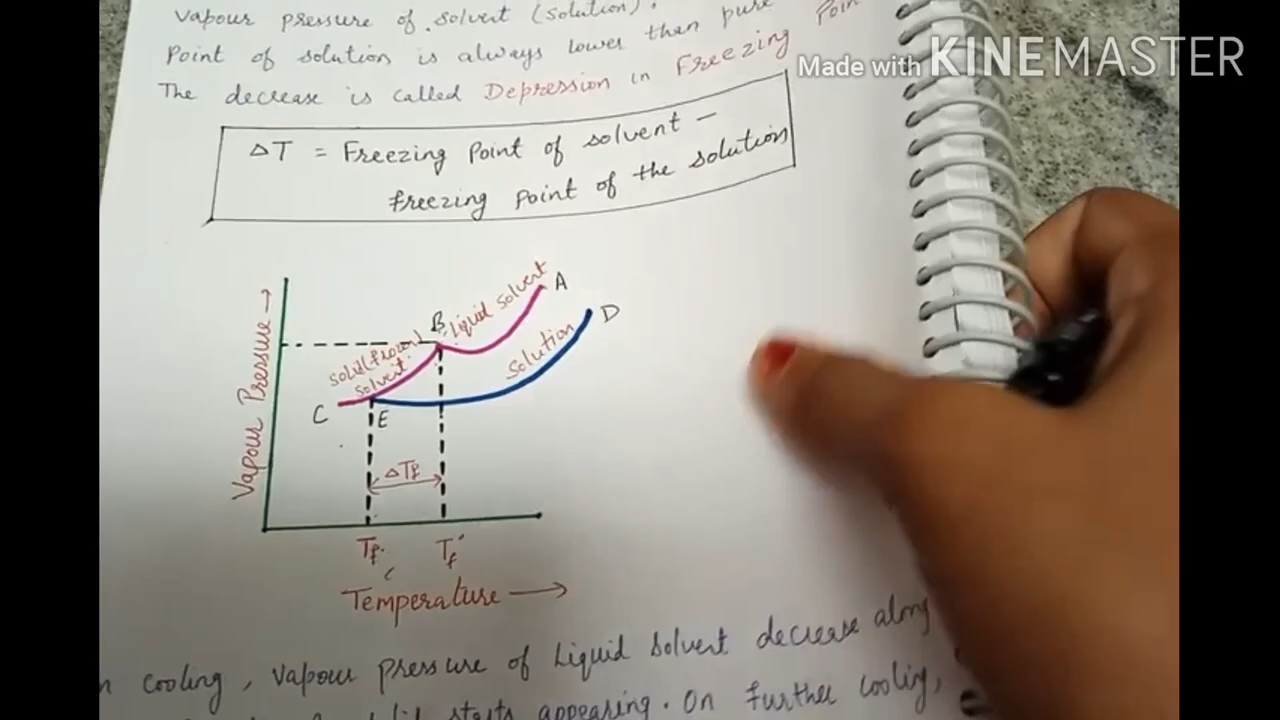 Vapour pressure of solvent (solution).
Point of solution is always lower than pure
The decrease is called Depression in Freezing Poin
Made with KINEMASTER
ΔT = Freezing Point of solvent –
freezing point of the solution
Vapour Pressure →
solid (frozen)
solvent
B
Liquid solvent
A
D
solution
C
E
ΔTf
Tf
Tf°
Temperature →
n cooling, vapour pressure of Liquid Solvent decrease along
starts appearing. On further cooling,